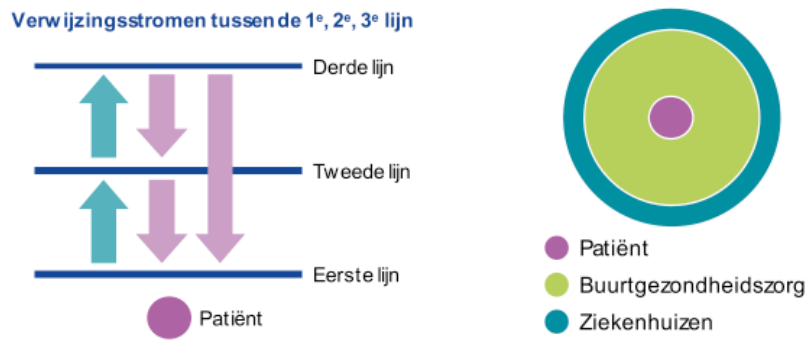 Verwijzingsstromen tussen de 1ᵉ, 2ᵉ, 3ᵉ lijn
Derde lijn
Tweede lijn
Eerste lijn
Patiënt
Patiënt
Buurtgezondheidszorg
Ziekenhuizen